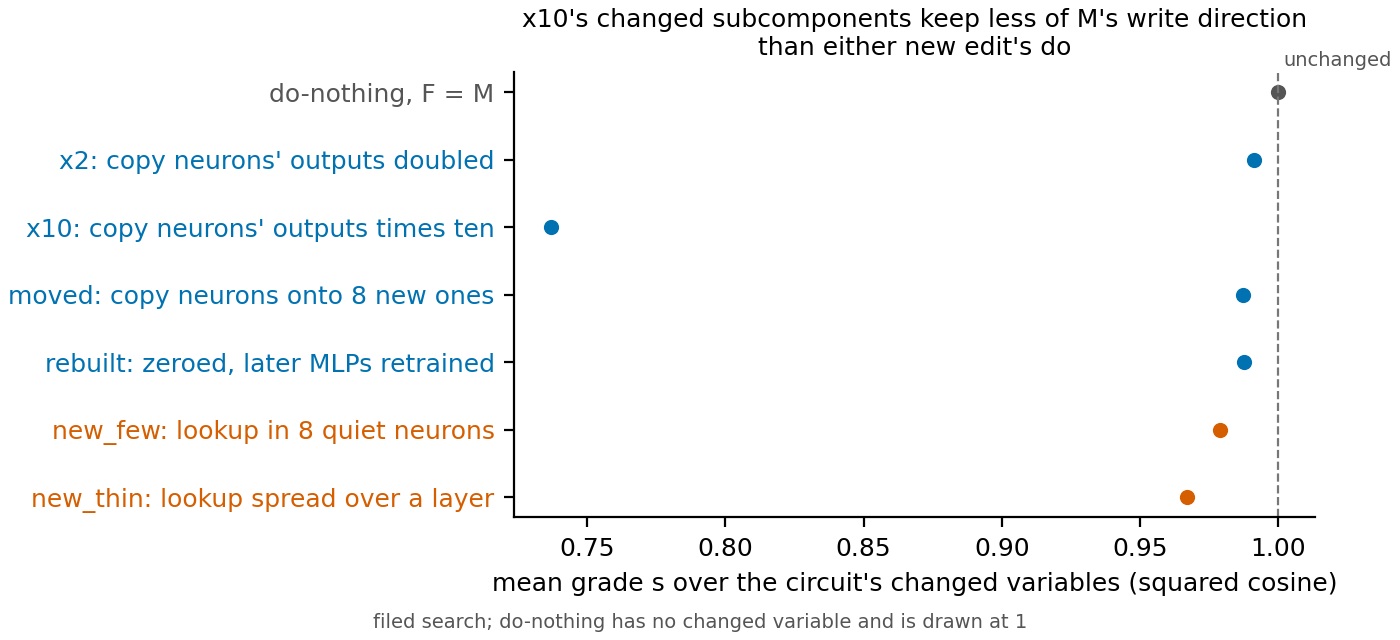 x10's changed subcomponents keep less of M's write direction
than either new edit's do
unchanged
do-nothing, F = M
x2: copy neurons' outputs doubled
x10: copy neurons' outputs times ten
moved: copy neurons onto 8 new ones
rebuilt: zeroed, later MLPs retrained
new_few: lookup in 8 quiet neurons
new_thin: lookup spread over a layer
0.75 0.80 0.85 0.90 0.95 1.00
mean grade s over the circuit's changed variables (squared cosine)
filed search; do-nothing has no changed variable and is drawn at 1